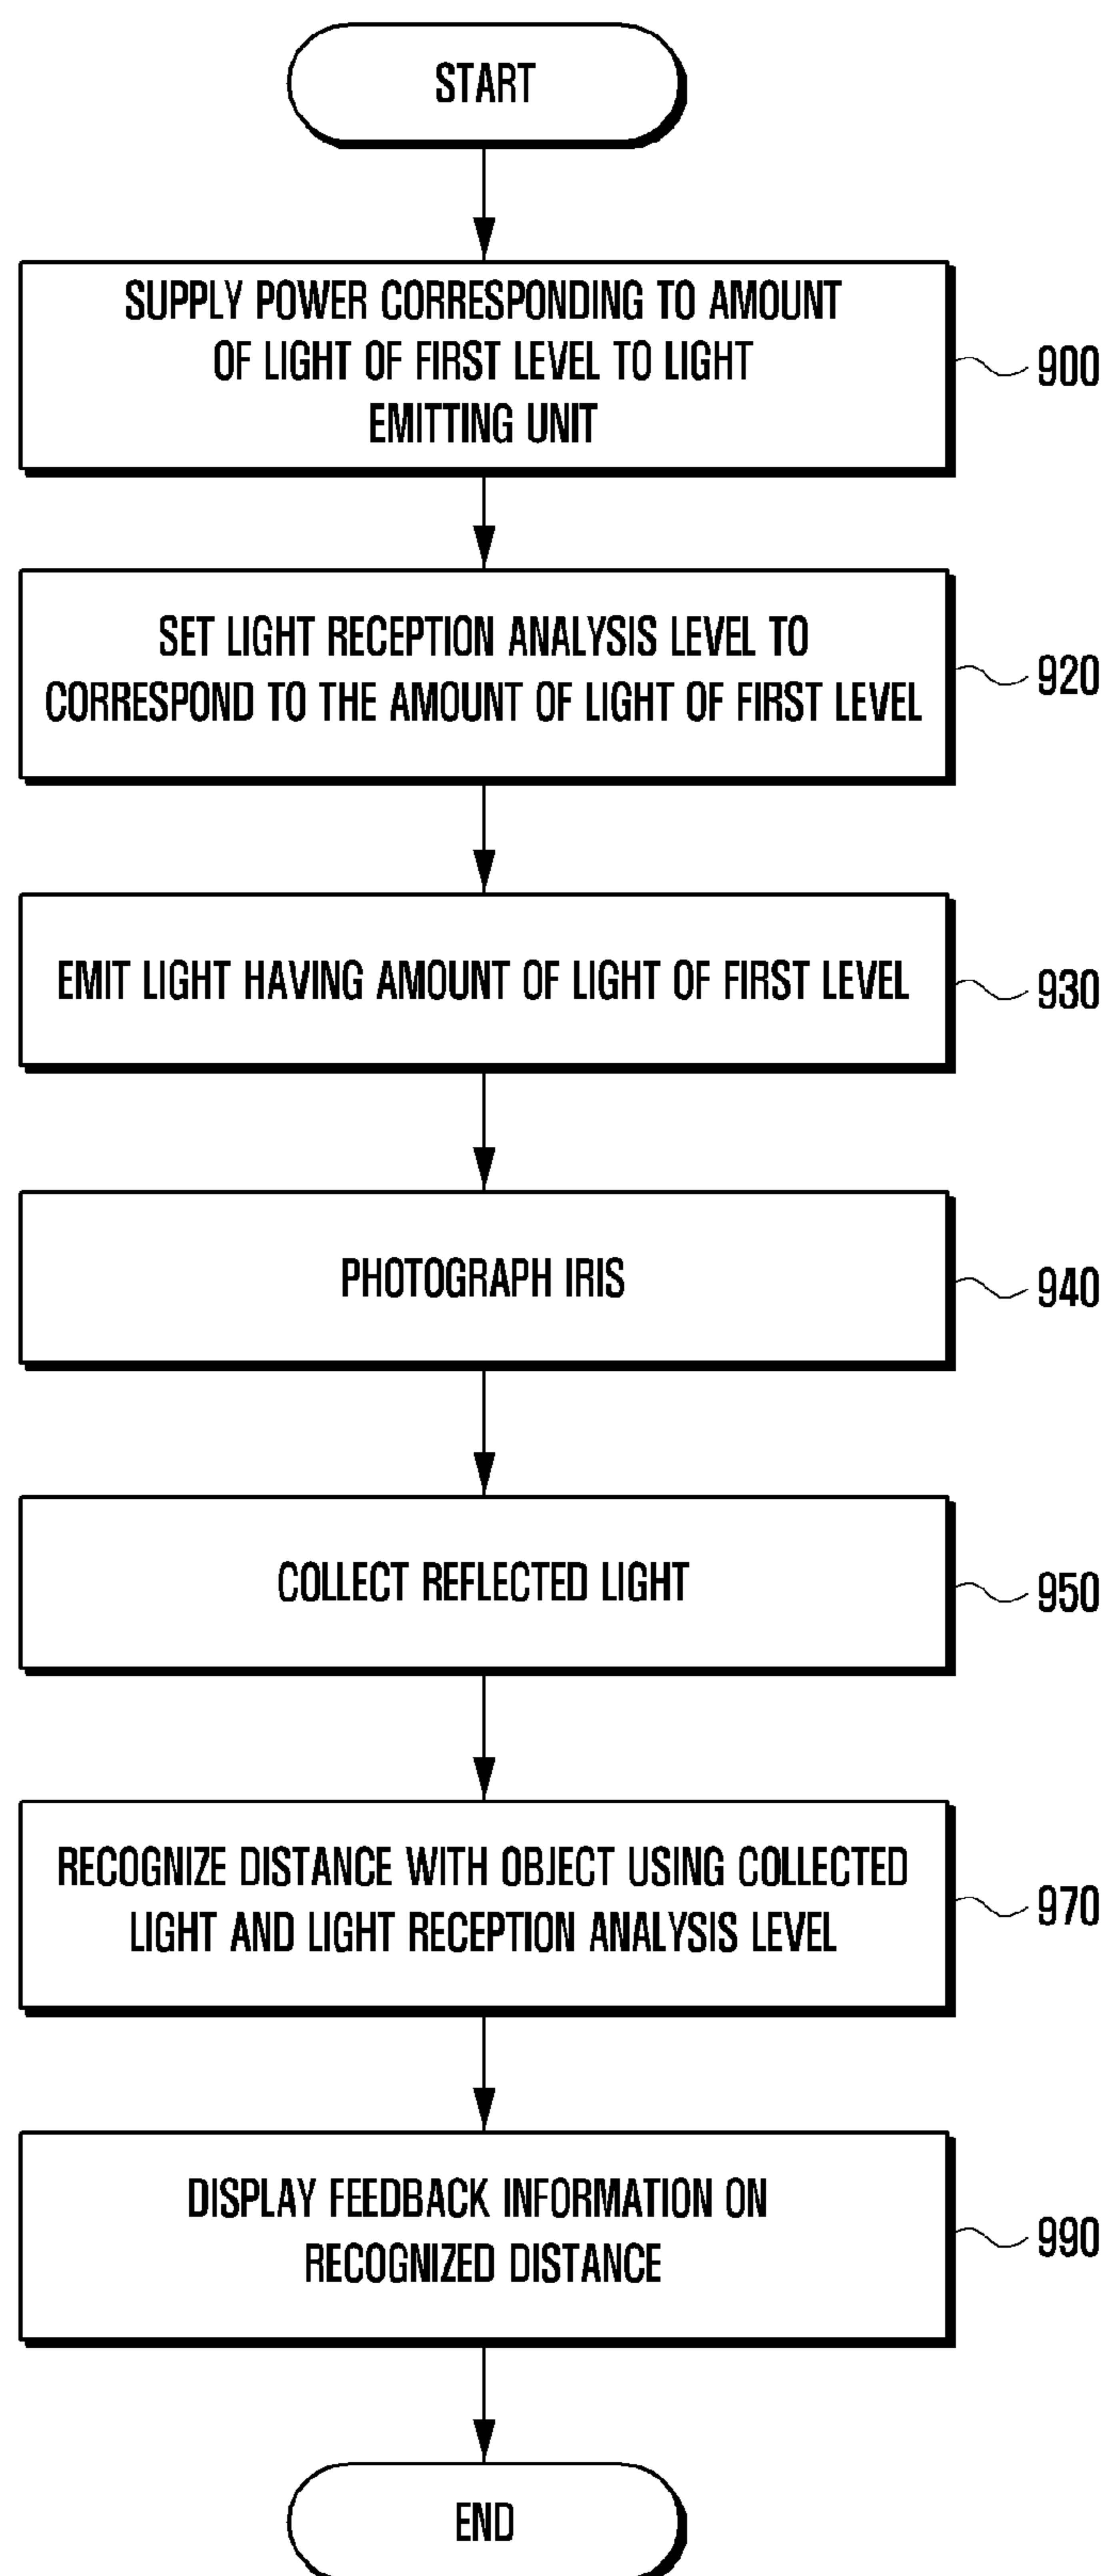 START
SUPPLY POWER CORRESPONDING TO AMOUNT
OF LIGHT OF FIRST LEVEL TO LIGHT
EMITTING UNIT
900
SET LIGHT RECEPTION ANALYSIS LEVEL TO
CORRESPOND TO THE AMOUNT OF LIGHT OF FIRST LEVEL
920
EMIT LIGHT HAVING AMOUNT OF LIGHT OF FIRST LEVEL
930
PHOTOGRAPH IRIS
940
COLLECT REFLECTED LIGHT
950
RECOGNIZE DISTANCE WITH OBJECT USING COLLECTED
LIGHT AND LIGHT RECEPTION ANALYSIS LEVEL
970
DISPLAY FEEDBACK INFORMATION ON
RECOGNIZED DISTANCE
990
END